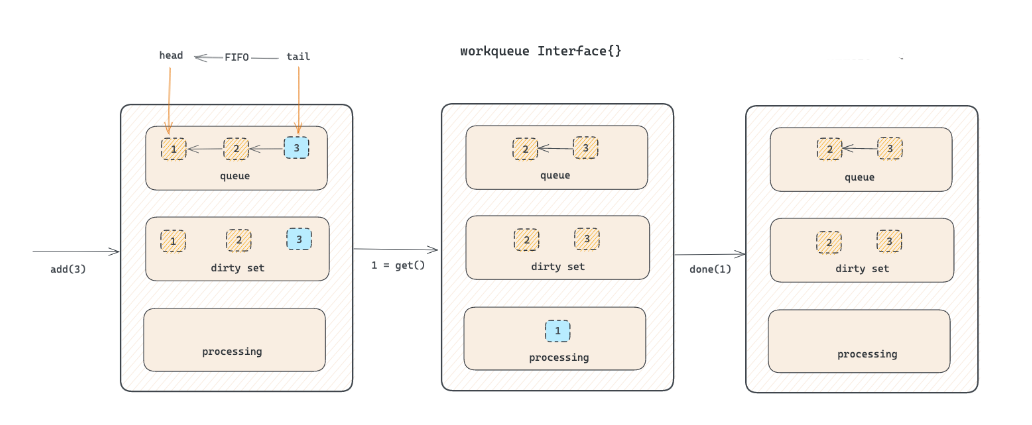 workqueue Interface{}
head
FIFO
tail
1
2
3
queue
1
2
3
dirty set
processing
add(3)
1 = get()
2
3
queue
2
3
dirty set
1
processing
done(1)
2
3
queue
2
3
dirty set
processing